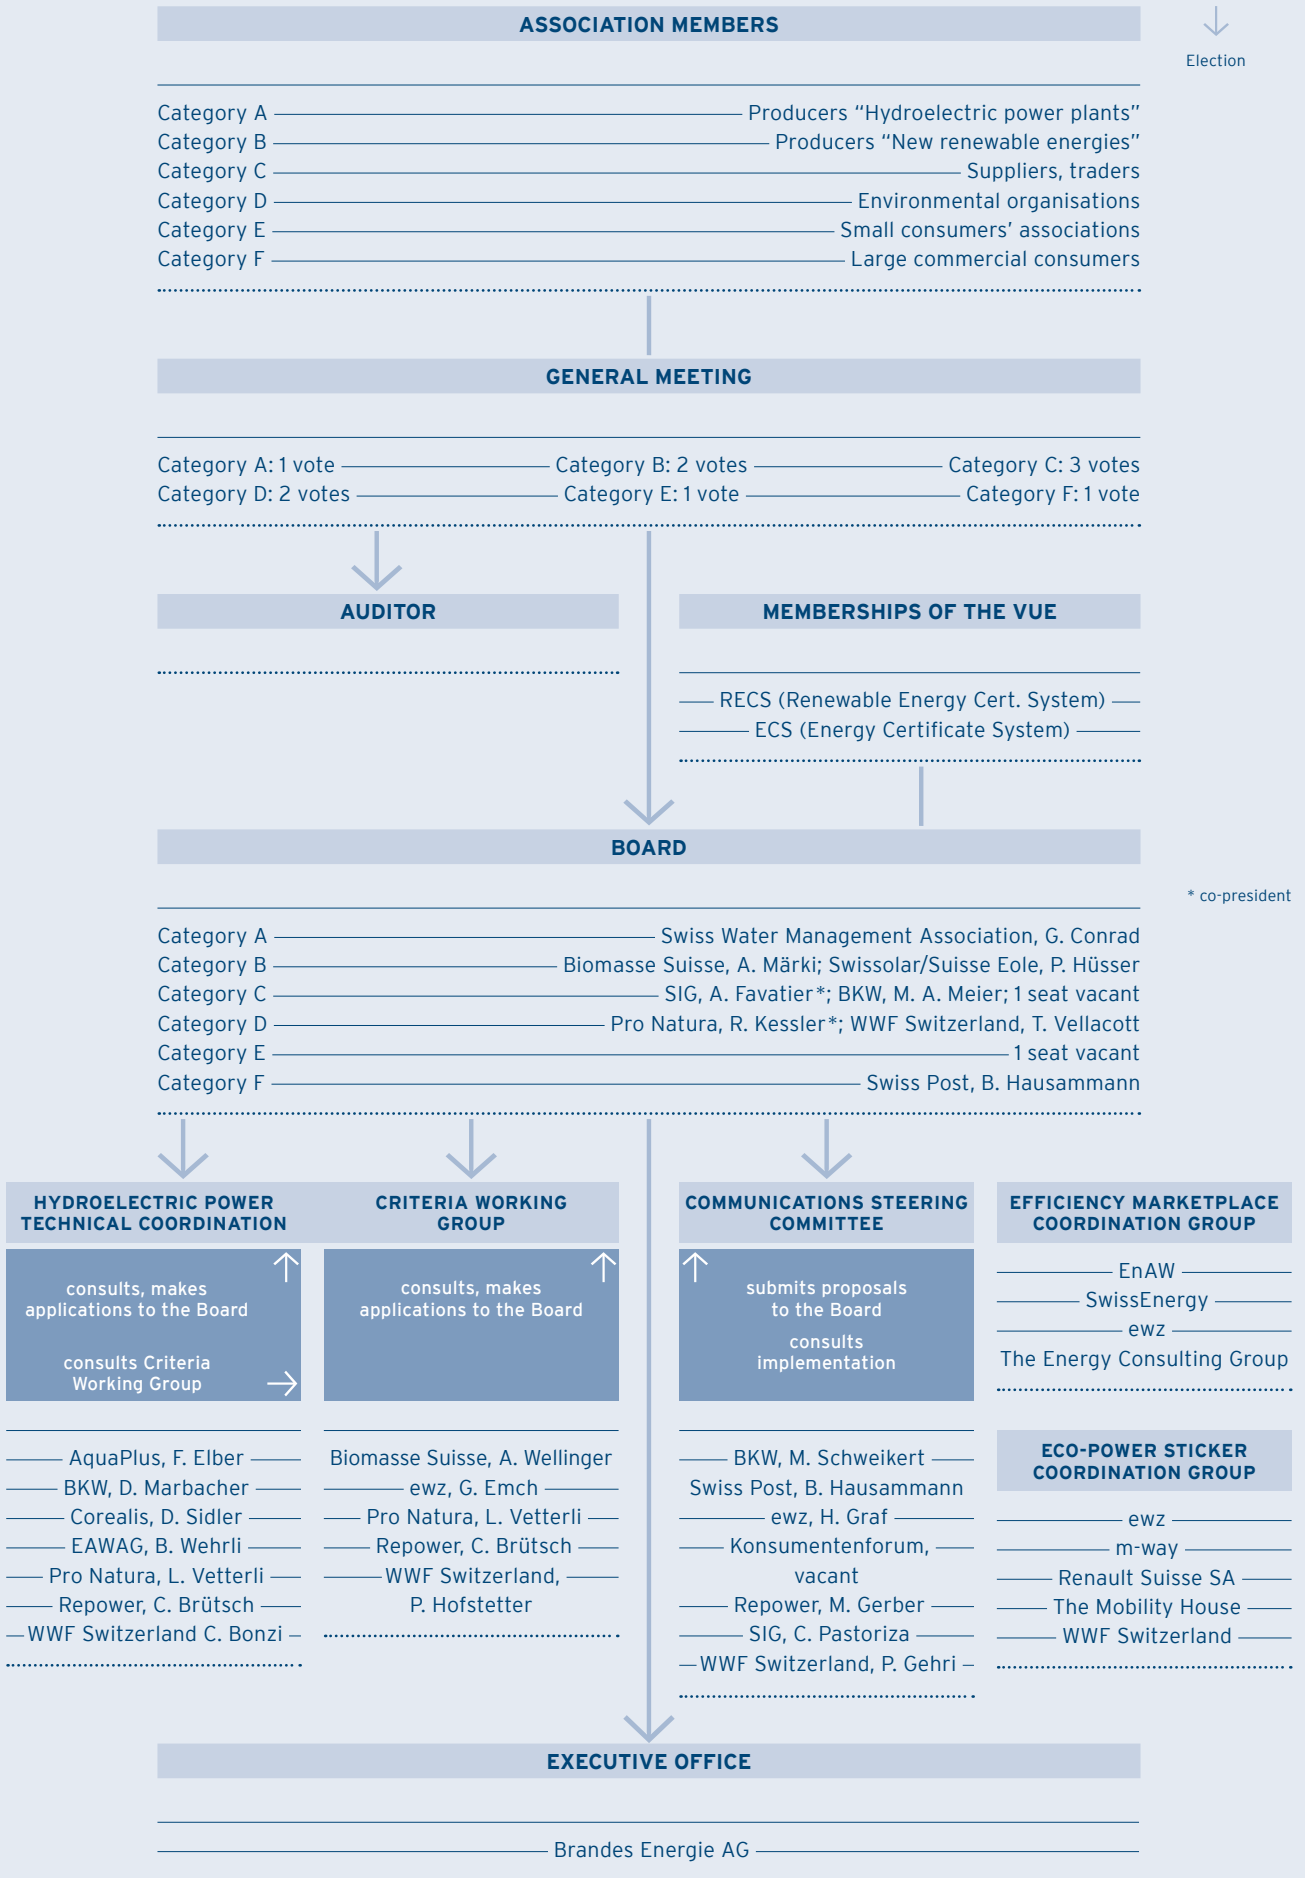 ASSOCIATION MEMBERS
Election
Category A Producers “Hydroelectric power plants”
Category B Producers “New renewable energies”
Category C Suppliers, traders
Category D Environmental organisations
Category E Small consumers’ associations
Category F Large commercial consumers
GENERAL MEETING
Category A: 1 vote Category B: 2 votes Category C: 3 votes
Category D: 2 votes Category E: 1 vote Category F: 1 vote
AUDITOR
MEMBERSHIPS OF THE VUE
RECS (Renewable Energy Cert. System)
ECS (Energy Certificate System)
BOARD
* co-president
Category A Swiss Water Management Association, G. Conrad
Category B Biomasse Suisse, A. Märki; Swissolar/Suisse Eole, P. Hüsser
Category C SIG, A. Favatier*; BKW, M. A. Meier; 1 seat vacant
Category D Pro Natura, R. Kessler*; WWF Switzerland, T. Vellacott
Category E 1 seat vacant
Category F Swiss Post, B. Hausammann
HYDROELECTRIC POWER
TECHNICAL COORDINATION
consults, makes
applications to the Board
consults Criteria
Working Group
AquaPlus, F. Elber
BKW, D. Marbacher
Corealis, D. Sidler
EAWAG, B. Wehrli
Pro Natura, L. Vetterli
Repower, C. Brütsch
WWF Switzerland C. Bonzi
CRITERIA WORKING
GROUP
consults, makes
applications to the Board
Biomasse Suisse, A. Wellinger
ewz, G. Emch
Pro Natura, L. Vetterli
Repower, C. Brütsch
WWF Switzerland,
P. Hofstetter
COMMUNICATIONS STEERING
COMMITTEE
submits proposals
to the Board
consults
implementation
BKW, M. Schweikert
Swiss Post, B. Hausammann
ewz, H. Graf
Konsumentenforum,
vacant
Repower, M. Gerber
SIG, C. Pastoriza
WWF Switzerland, P. Gehri
EFFICIENCY MARKETPLACE
COORDINATION GROUP
EnAW
SwissEnergy
ewz
The Energy Consulting Group
ECO-POWER STICKER
COORDINATION GROUP
ewz
m-way
Renault Suisse SA
The Mobility House
WWF Switzerland
EXECUTIVE OFFICE
Brandes Energie AG